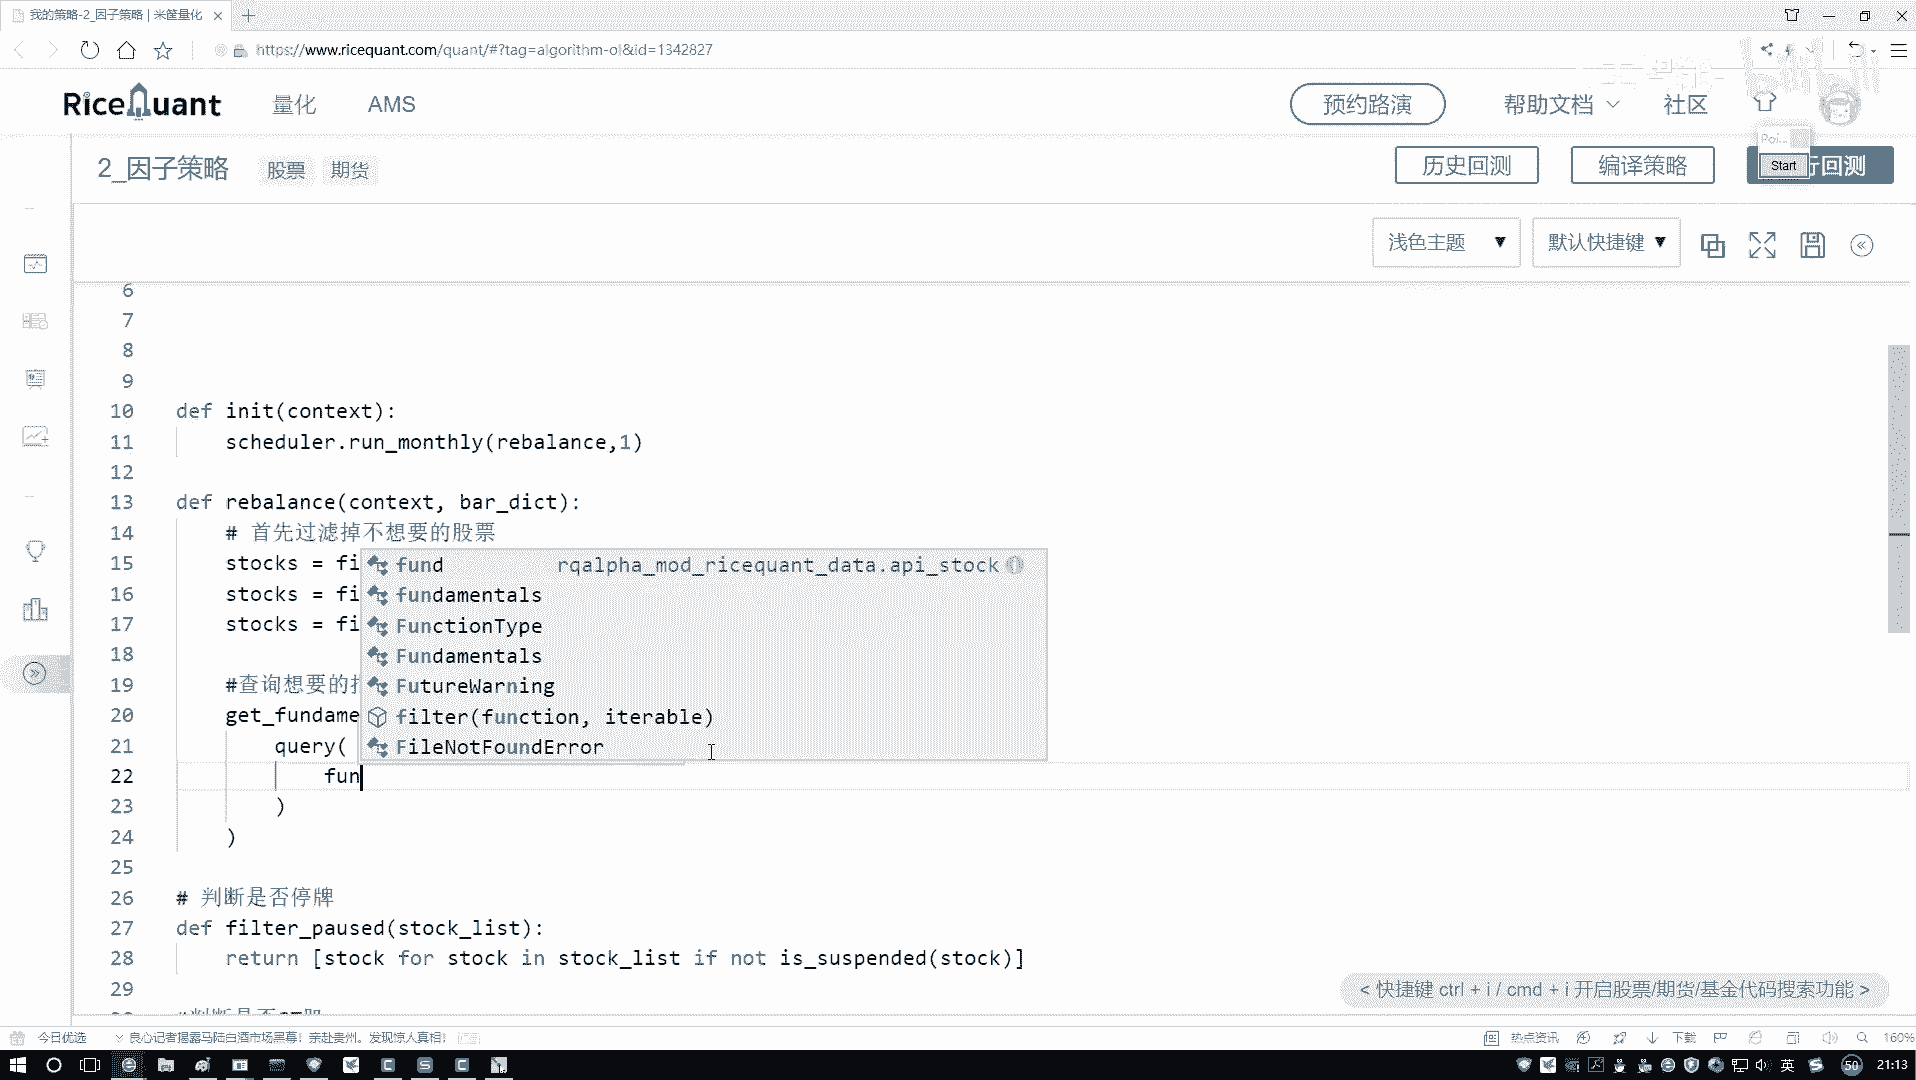 我的策略-2_因子策略 | 米筐量化
https://www.ricequant.com/quant/#?tag=algorithm-ol&id=1342827
RiceQuant 量化 AMS 预约路演 帮助文档 社区
Poi...
2_因子策略 股票 期货 历史回测 编译策略 Start 行回测
浅色主题 默认快捷键
6
7
8
9
10 def init(context):
11 scheduler.run_monthly(rebalance,1)
12
13 def rebalance(context, bar_dict):
14 # 首先过滤掉不想要的股票
15 stocks = fi
16 stocks = fi
17 stocks = fi
18
19 #查询想要的
20 get_fundame
21 query(
22 fun
23 )
24 )
25
26 # 判断是否停牌
27 def filter_paused(stock_list):
28 return [stock for stock in stock_list if not is_suspended(stock)]
29
fund rqalpha_mod_ricequant_data.api_stock
fundamentals
FunctionType
Fundamentals
FutureWarning
filter(function, iterable)
FileNotFoundError
< 快捷键 ctrl + i / cmd + i 开启股票/期货/基金代码搜索功能 >
今日优选 良心记者揭露马陆白酒市场黑幕！亲赴贵州。发现惊人真相！ 热点资讯 下载 160%
英 50 21:13